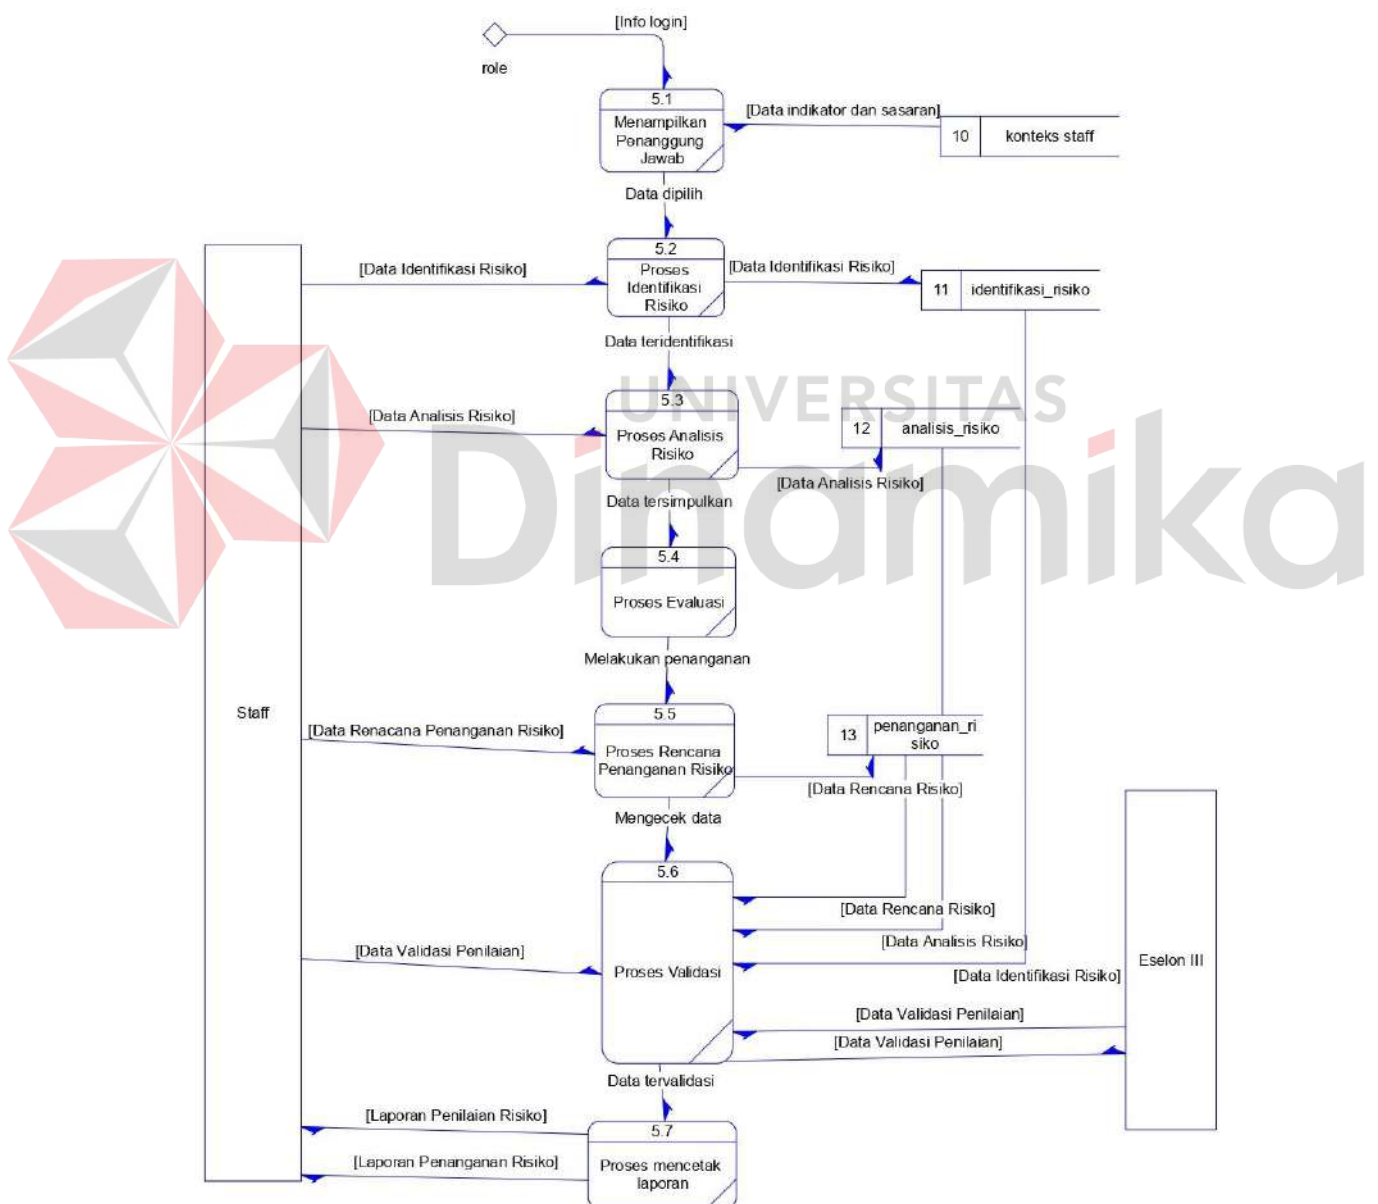 [Info login]
role
5.1
Menampilkan
Penanggung
Jawab
[Data indikator dan sasaran]
10
konteks staff
Data dipilih
5.2
Proses
Identifikasi
Risiko
[Data Identifikasi Risiko]
[Data Identifikasi Risiko]
11
identifikasi_risiko
Data teridentifikasi
UNIVERSITAS
Dinamika
5.3
Proses Analisis
Risiko
[Data Analisis Risiko]
12
analisis_risiko
[Data Analisis Risiko]
Data tersimpulkan
5.4
Proses Evaluasi
Melakukan penanganan
Staff
[Data Renacana Penanganan Risiko]
5.5
Proses Rencana
Penanganan Risiko
13
penanganan_ri
siko
[Data Rencana Risiko]
Mengecek data
5.6
Proses Validasi
[Data Rencana Risiko]
[Data Analisis Risiko]
[Data Identifikasi Risiko]
[Data Validasi Penilaian]
Eselon III
[Data Validasi Penilaian]
[Data Validasi Penilaian]
Data tervalidasi
5.7
Proses mencetak
laporan
[Laporan Penilaian Risiko]
[Laporan Penanganan Risiko]